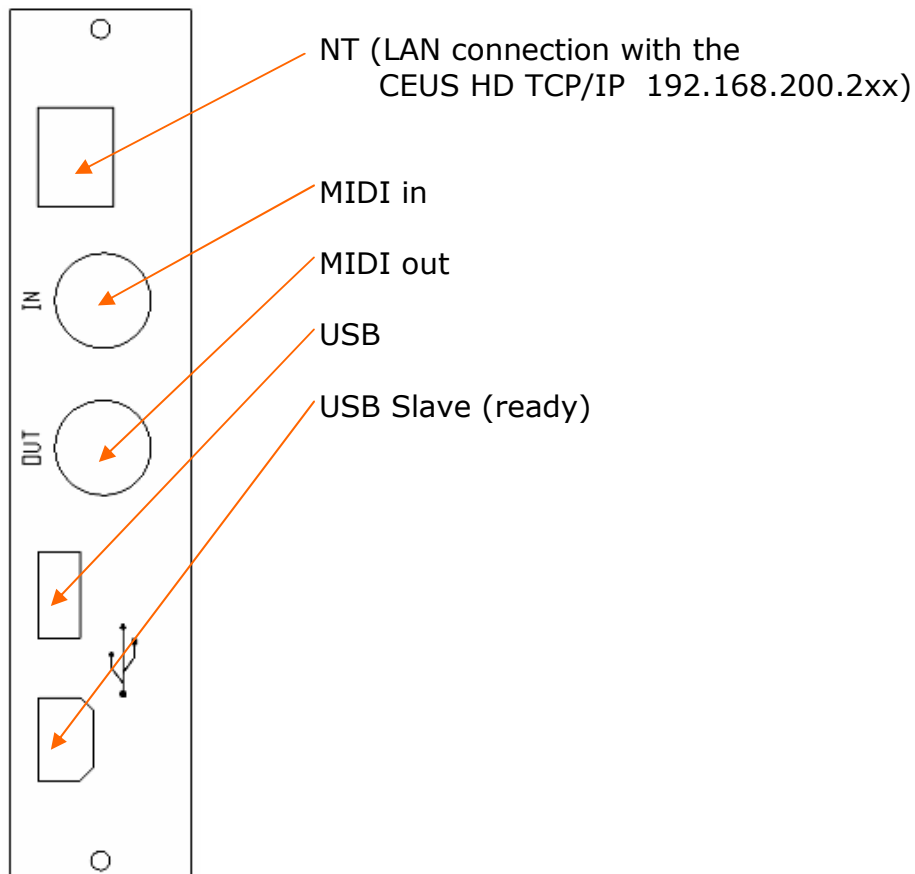 NT (LAN connection with the
CEUS HD TCP/IP 192.168.200.2xx)
MIDI in
IN
MIDI out
USB
USB Slave (ready)
OUT